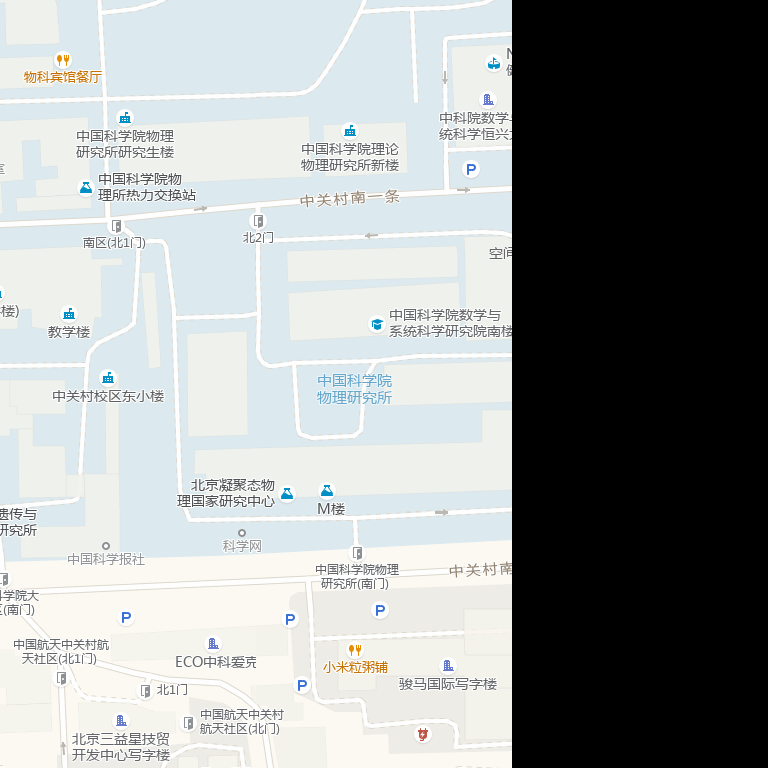 物科宾馆餐厅
中国科学院物理
研究所研究生楼
中国科学院理论
物理研究所新楼
中科院数学与
统科学恒兴大
P
中国科学院物
理所热力交换站
中关村南一条
南区(北1门)
北2门
空间
楼)
教学楼
中国科学院数学与
系统科学研究院南楼
中国科学院
物理研究所
中关村校区东小楼
北京凝聚态物
理国家研究中心
M楼
遗传与
研究所
科学网
中国科学报社
中国科学院物理
研究所(南门)
中关村南
科学院大
区(南门)
P
P
P
中国航天中关村航
天社区(北1门)
ECO中科爱克
小米粒粥铺
骏马国际写字楼
P
北1门
中国航天中关村
航天社区(北门)
北京三益星技贸
开发中心写字楼